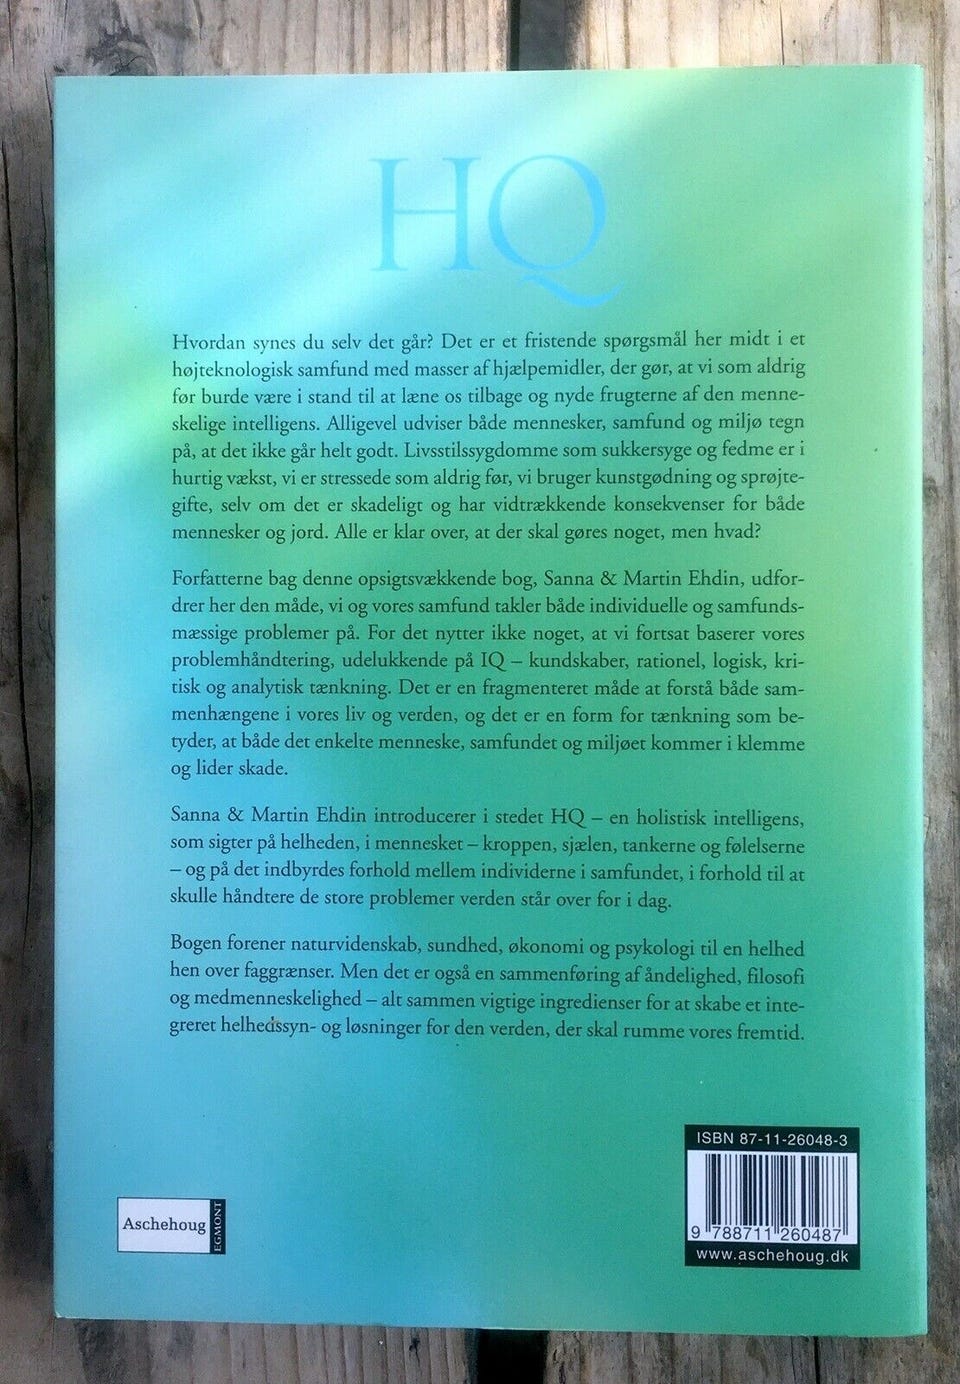 HQ
Hvordan synes du selv det går? Det er et fristende spørgsmål her midt i et
højteknologisk samfund med masser af hjælpemidler, der gør, at vi som aldrig
før burde være i stand til at læne os tilbage og nyde frugterne af den menne-
skelige intelligens. Alligevel udviser både mennesker, samfund og miljø tegn
på, at det ikke går helt godt. Livsstilssygdomme som sukkersyge og fedme er i
hurtig vækst, vi er stressede som aldrig før, vi bruger kunstgødning og sprøjte-
gifte, selv om det er skadeligt og har vidtrækkende konsekvenser for både
mennesker og jord. Alle er klar over, at der skal gøres noget, men hvad?
Forfatterne bag denne opsigtsvækkende bog, Sanna & Martin Ehdin, udfor-
drer her den måde, vi og vores samfund takler både individuelle og samfunds-
mæssige problemer på. For det nytter ikke noget, at vi fortsat baserer vores
problemhåndtering, udelukkende på IQ – kundskaber, rationel, logisk, kri-
tisk og analytisk tænkning. Det er en fragmenteret måde at forstå både sam-
menhængene i vores liv og verden, og det er en form for tænkning som be-
tyder, at både det enkelte menneske, samfundet og miljøet kommer i klemme
og lider skade.
Sanna & Martin Ehdin introducerer i stedet HQ – en holistisk intelligens,
som sigter på helheden, i mennesket – kroppen, sjælen, tankerne og følelserne
– og på det indbyrdes forhold mellem individerne i samfundet, i forhold til at
skulle håndtere de store problemer verden står over for i dag.
Bogen forener naturvidenskab, sundhed, økonomi og psykologi til en helhed
hen over faggrænser. Men det er også en sammenføring af åndelighed, filosofi
og medmenneskelighed – alt sammen vigtige ingredienser for at skabe et inte-
greret helhedssyn- og løsninger for den verden, der skal rumme vores fremtid.
ISBN 87-11-26048-3
9 788711 260487
www.aschehoug.dk
Aschehoug
EGMONT